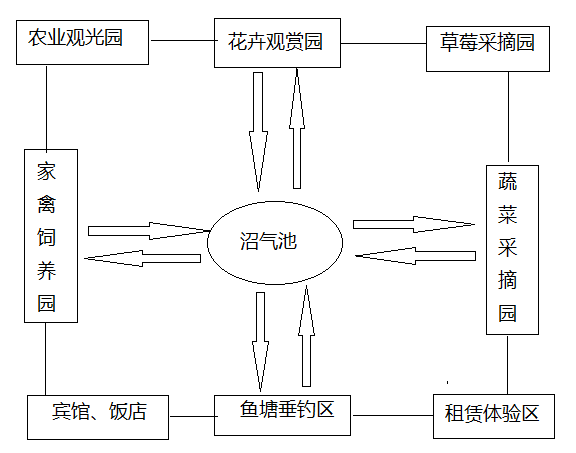 农业观光园
花卉观赏园
草莓采摘园
家禽饲养园
沼气池
蔬菜采摘园
宾馆、饭店
鱼塘垂钓区
租赁体验区